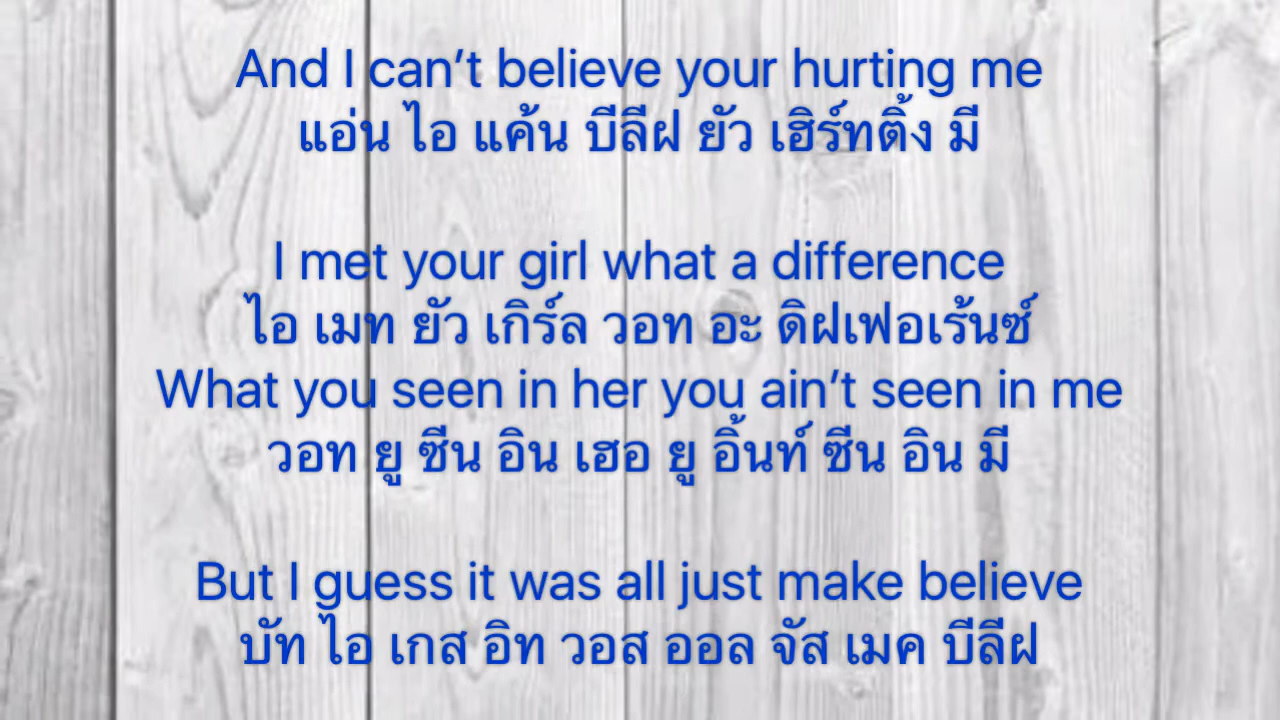 And I can’t believe your hurting me
แอ่น ไอ แค้น บีลีฝ ยัว เฮิร์ทติ้ง มี
I met your girl what a difference
ไอ เมท ยัว เกิร์ล วอท อะ ดิฝเฟอเร้นซ์
What you seen in her you ain’t seen in me
วอท ยู ซีน อิน เฮอ ยู อิ้นท์ ซีน อิน มี
But I guess it was all just make believe
บัท ไอ เกส อิท วอส ออล จัส เมค บีลีฝ